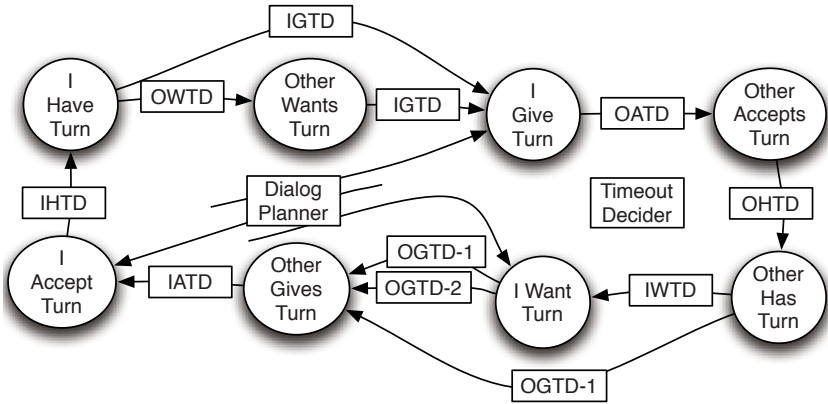 IGTD
I
Have
Turn
OWTD
Other
Wants
Turn
IGTD
I
Give
Turn
OATD
Other
Accepts
Turn
IHTD
Dialog
Planner
Timeout
Decider
OHTD
I
Accept
Turn
IATD
Other
Gives
Turn
OGTD-1
OGTD-2
I Want
Turn
IWTD
Other
Has
Turn
OGTD-1